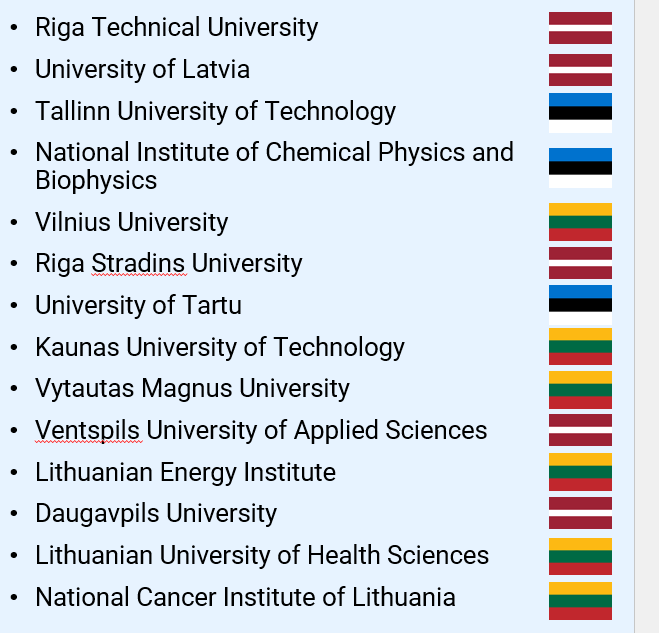 • Riga Technical University
• University of Latvia
• Tallinn University of Technology
• National Institute of Chemical Physics and
Biophysics
• Vilnius University
• Riga Stradins University
• University of Tartu
• Kaunas University of Technology
• Vytautas Magnus University
• Ventspils University of Applied Sciences
• Lithuanian Energy Institute
• Daugavpils University
• Lithuanian University of Health Sciences
• National Cancer Institute of Lithuania